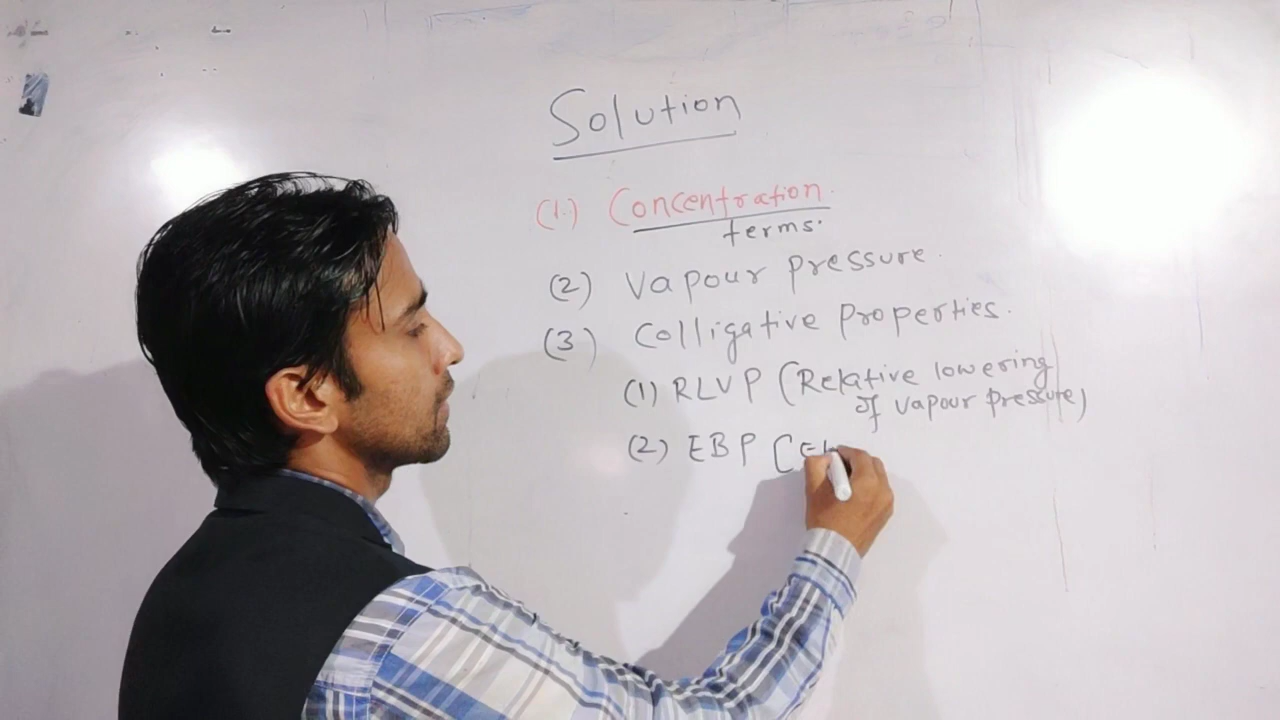 Solution
(1.) Concentration.
terms.
(2) Vapour pressure.
(3) Colligative Properties.
(1) RLVP (Relative lowering
of vapour pressure)
(2) EBP (El